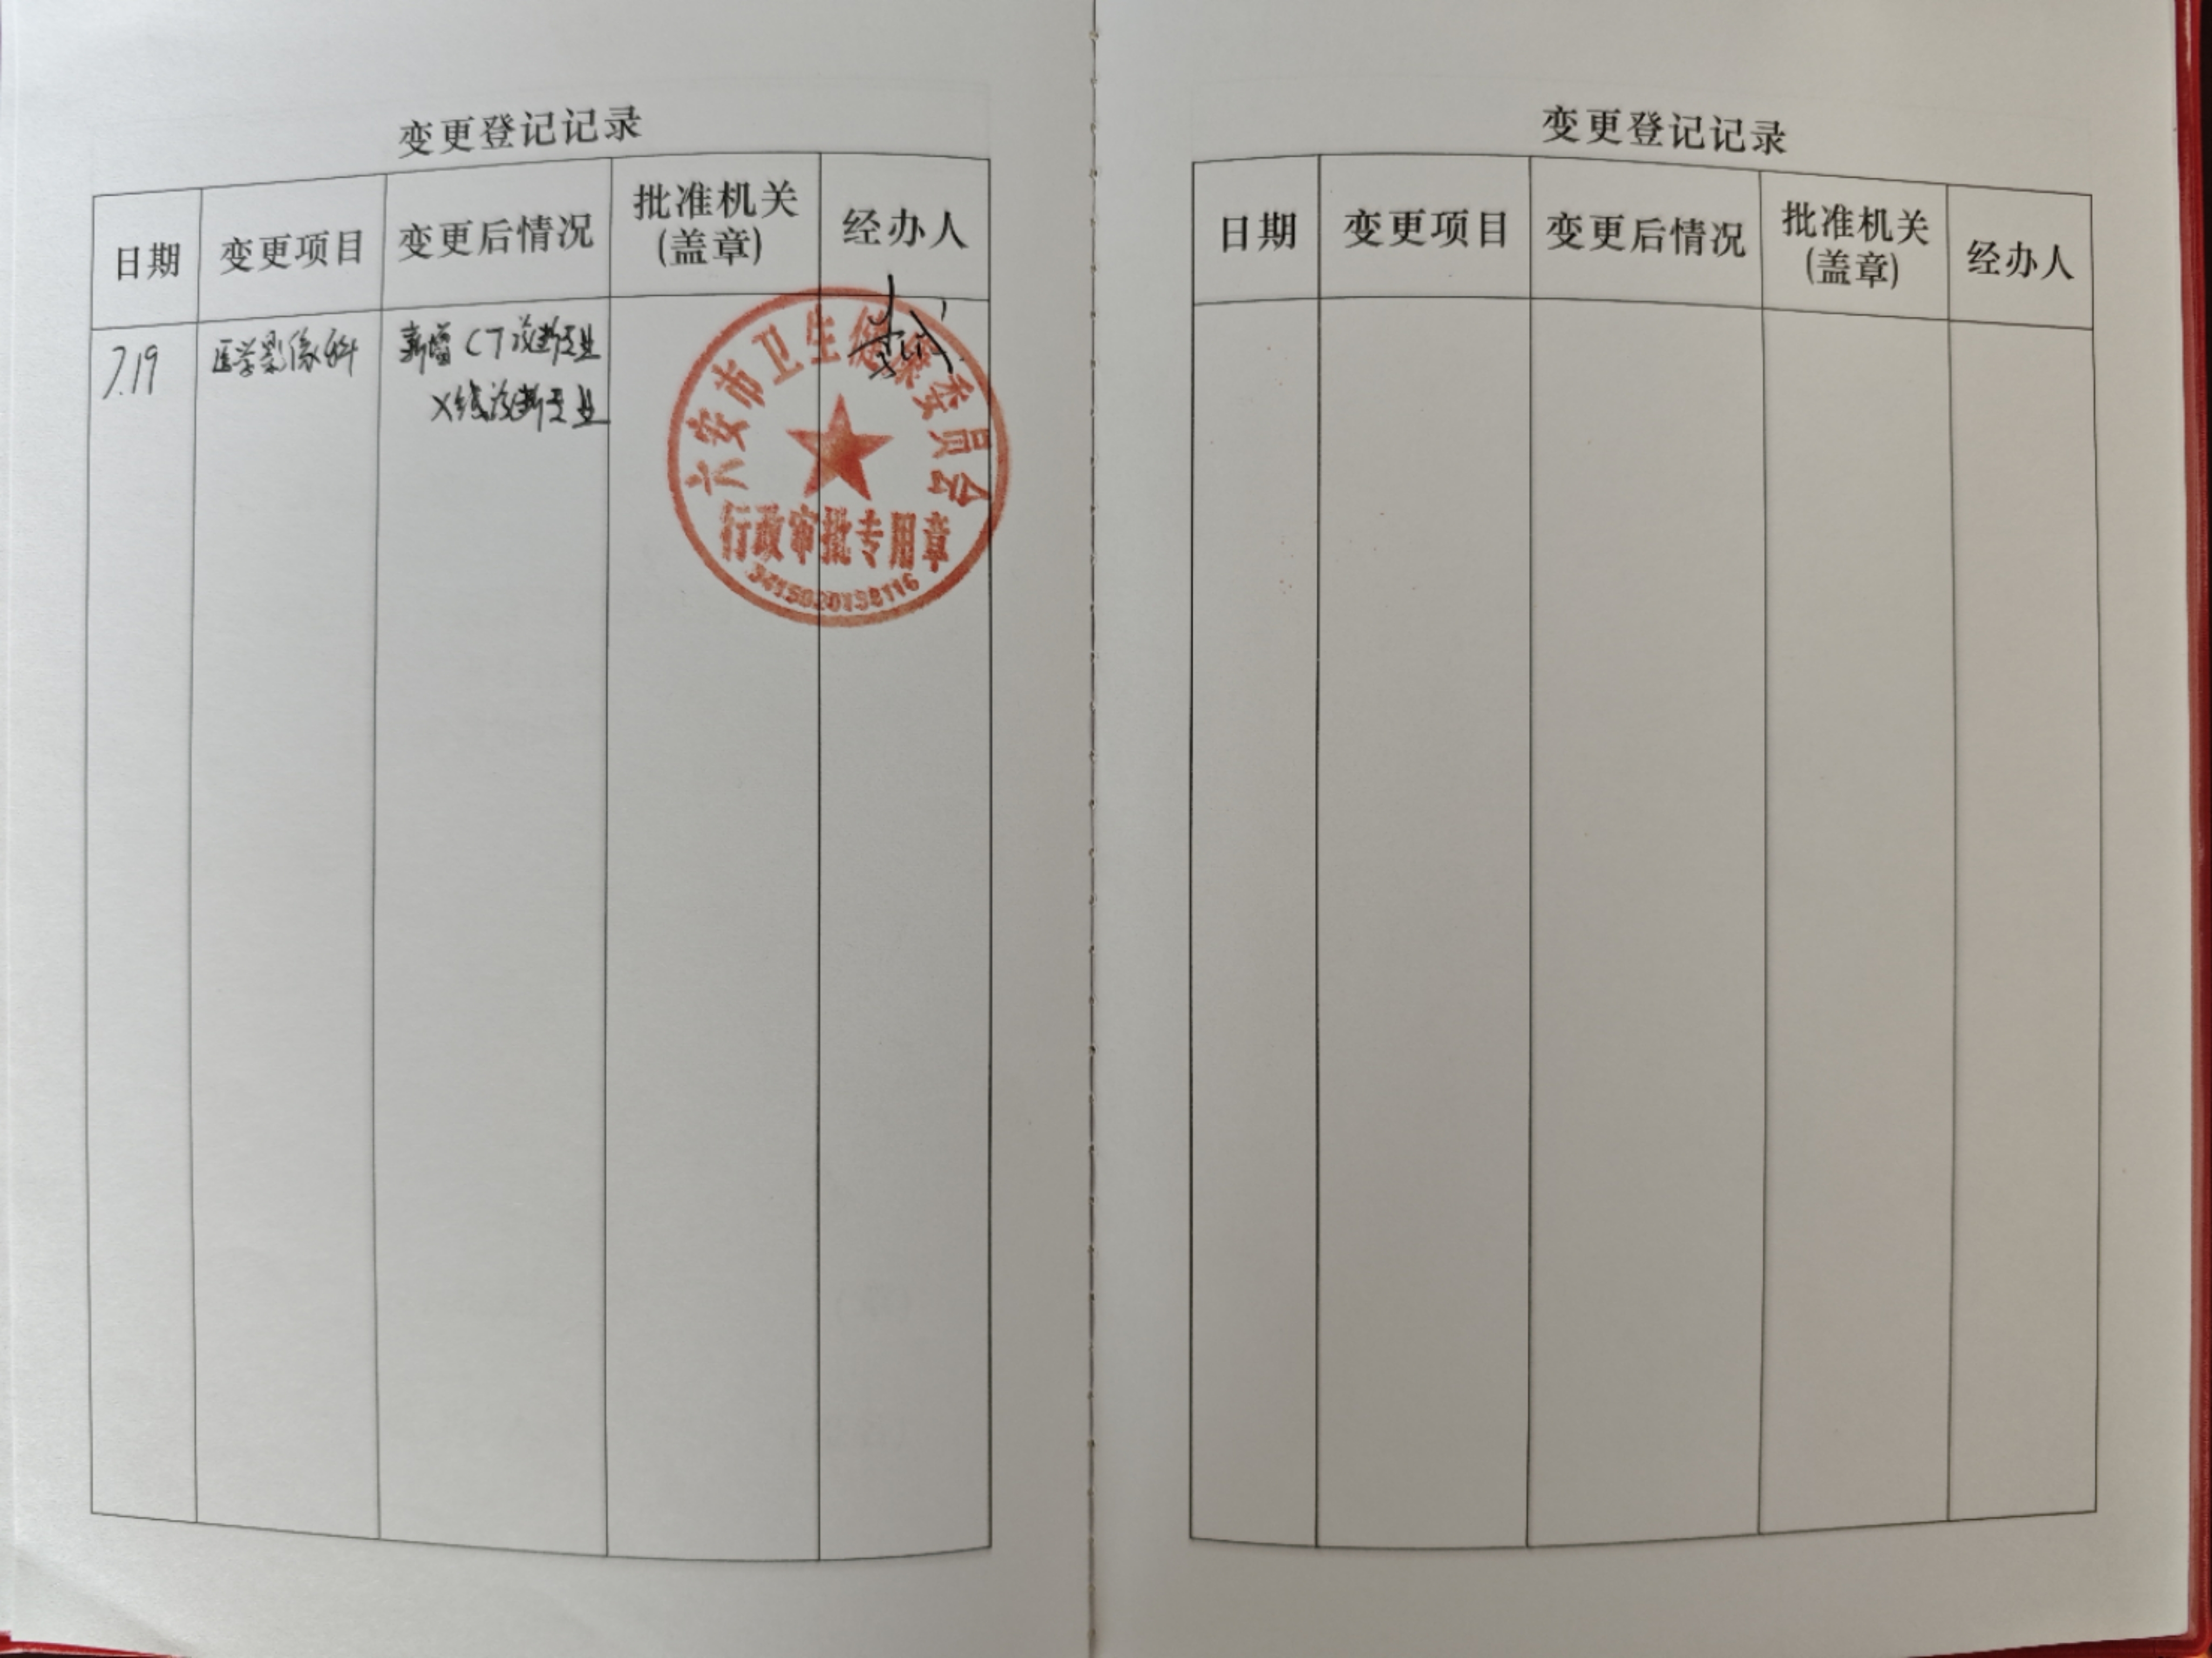 变更登记记录
日期 变更项目 变更后情况 批准机关(盖章) 经办人
7.19 医学影像科 新增CT诊断专业
X线诊断专业
六安市卫生健康委员会
行政审批专用章
变更登记记录
日期 变更项目 变更后情况 批准机关(盖章) 经办人